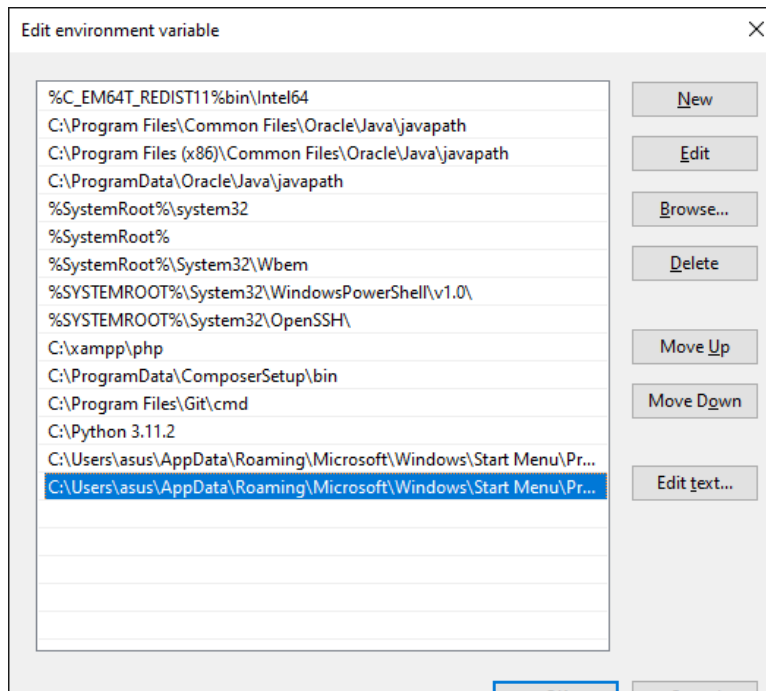 Edit environment variable
%C_EM64T_REDIST11%bin\Intel64
C:\Program Files\Common Files\Oracle\Java\javapath
C:\Program Files (x86)\Common Files\Oracle\Java\javapath
C:\ProgramData\Oracle\Java\javapath
%SystemRoot%\system32
%SystemRoot%
%SystemRoot%\System32\Wbem
%SYSTEMROOT%\System32\WindowsPowerShell\v1.0\
%SYSTEMROOT%\System32\OpenSSH\
C:\xampp\php
C:\ProgramData\ComposerSetup\bin
C:\Program Files\Git\cmd
C:\Python 3.11.2
C:\Users\asus\AppData\Roaming\Microsoft\Windows\Start Menu\Pr...
C:\Users\asus\AppData\Roaming\Microsoft\Windows\Start Menu\Pr...
New
Edit
Browse...
Delete
Move Up
Move Down
Edit text...